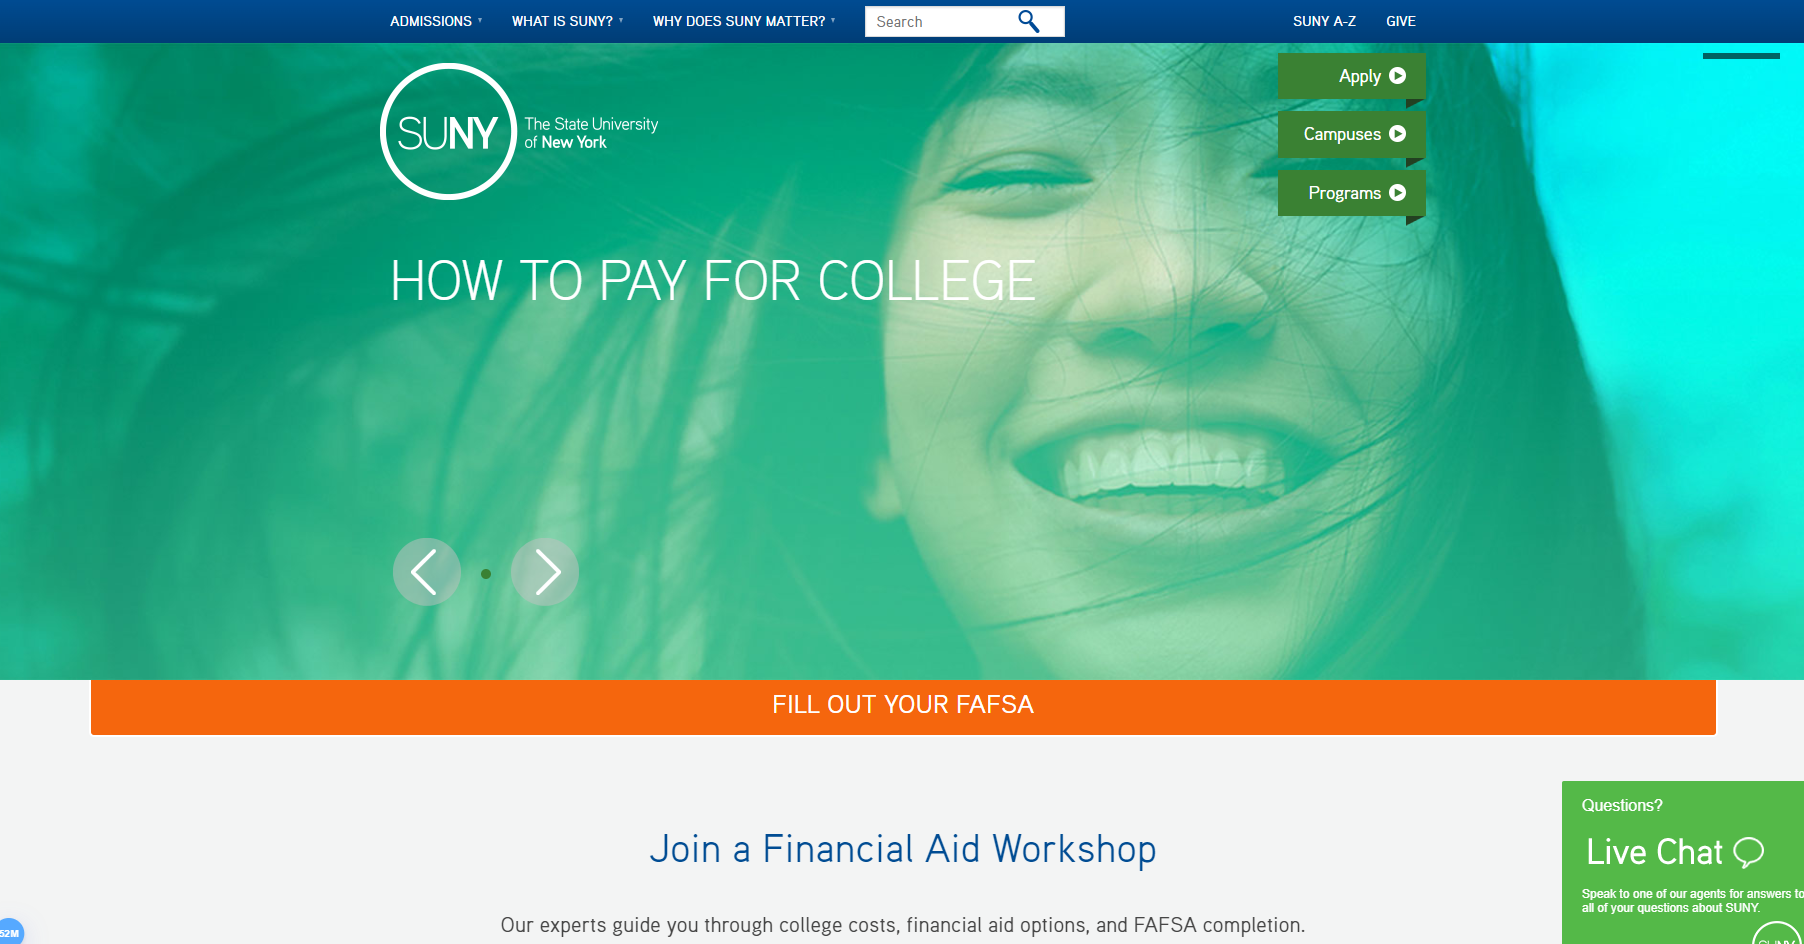 ADMISSIONS
WHAT IS SUNY?
WHY DOES SUNY MATTER?
Search
SUNY A-Z
GIVE
SUNY
The State University
of New York
Apply
Campuses
Programs
HOW TO PAY FOR COLLEGE
FILL OUT YOUR FAFSA
Join a Financial Aid Workshop
Our experts guide you through college costs, financial aid options, and FAFSA completion.
Questions?
Live Chat
Speak to one of our agents for answers to
all of your questions about SUNY.
SUNY
52M